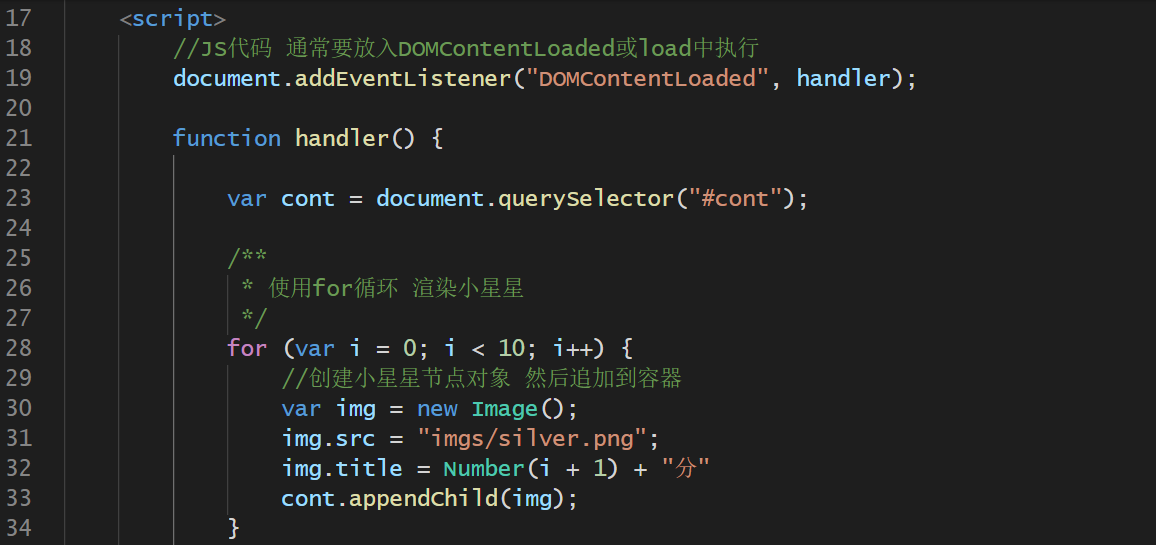 17 <script>
18 //JS代码 通常要放入DOMContentLoaded或load中执行
19 document.addEventListener("DOMContentLoaded", handler);
20
21 function handler() {
22
23 var cont = document.querySelector("#cont");
24
25 /**
26 * 使用for循环 渲染小星星
27 */
28 for (var i = 0; i < 10; i++) {
29 //创建小星星节点对象 然后追加到容器
30 var img = new Image();
31 img.src = "imgs/silver.png";
32 img.title = Number(i + 1) + "分"
33 cont.appendChild(img);
34 }